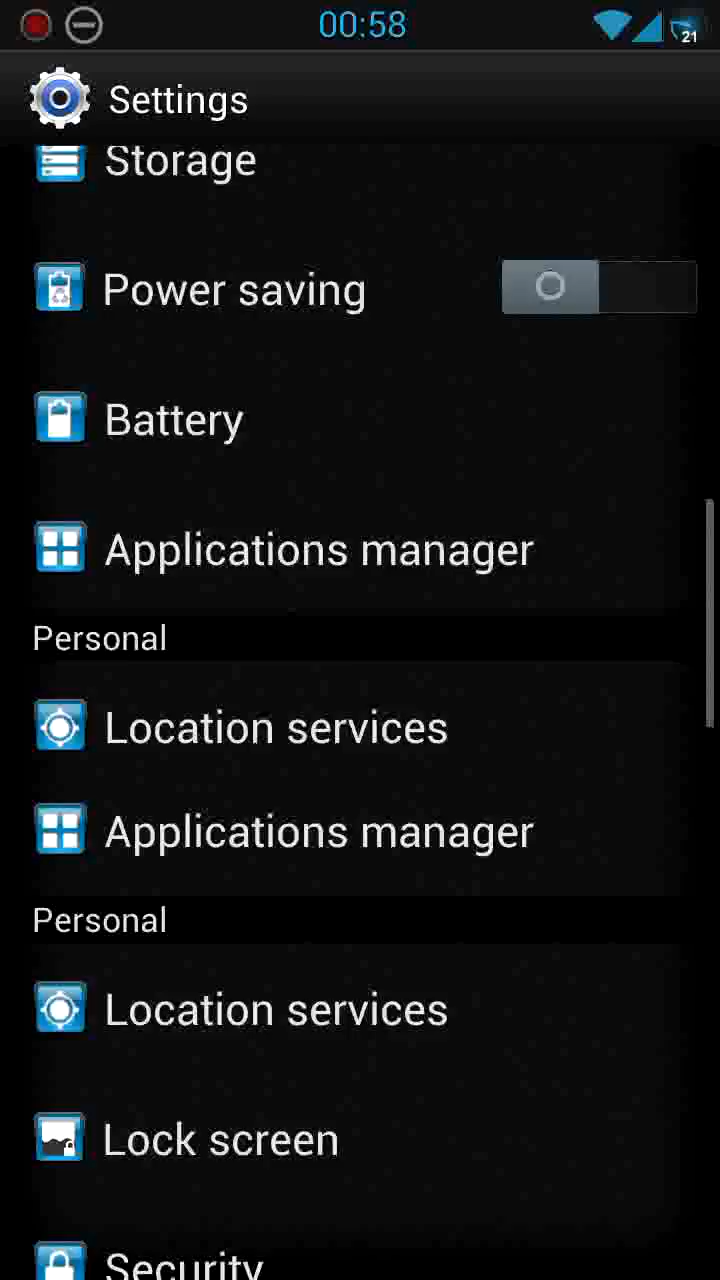 00:58
21
Settings
Storage
Power saving
Battery
Applications manager
Personal
Location services
Applications manager
Personal
Location services
Lock screen
Security